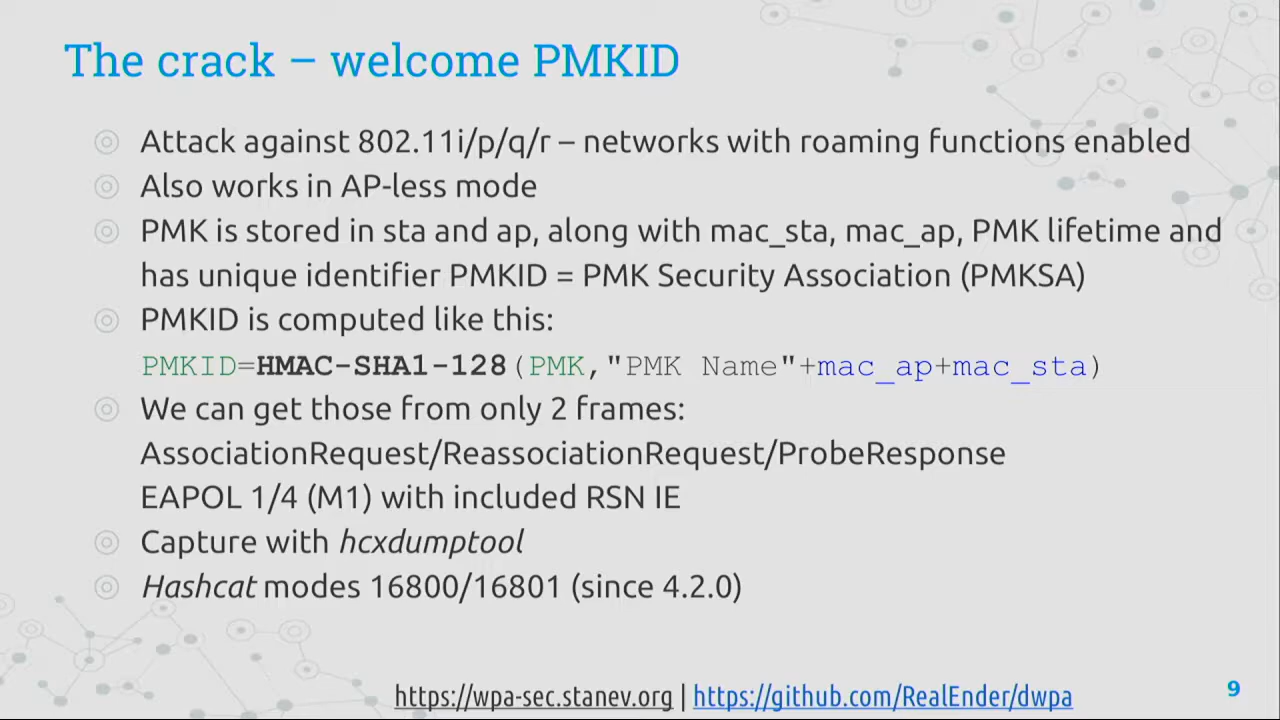 The crack – welcome PMKID
Attack against 802.11i/p/q/r – networks with roaming functions enabled
Also works in AP-less mode
PMK is stored in sta and ap, along with mac_sta, mac_ap, PMK lifetime and
has unique identifier PMKID = PMK Security Association (PMKSA)
PMKID is computed like this:
PMKID=HMAC-SHA1-128(PMK,"PMK Name"+mac_ap+mac_sta)
We can get those from only 2 frames:
AssociationRequest/ReassociationRequest/ProbeResponse
EAPOL 1/4 (M1) with included RSN IE
Capture with hcxdumptool
Hashcat modes 16800/16801 (since 4.2.0)
https://wpa-sec.stanev.org | https://github.com/RealEnder/dwpa
9